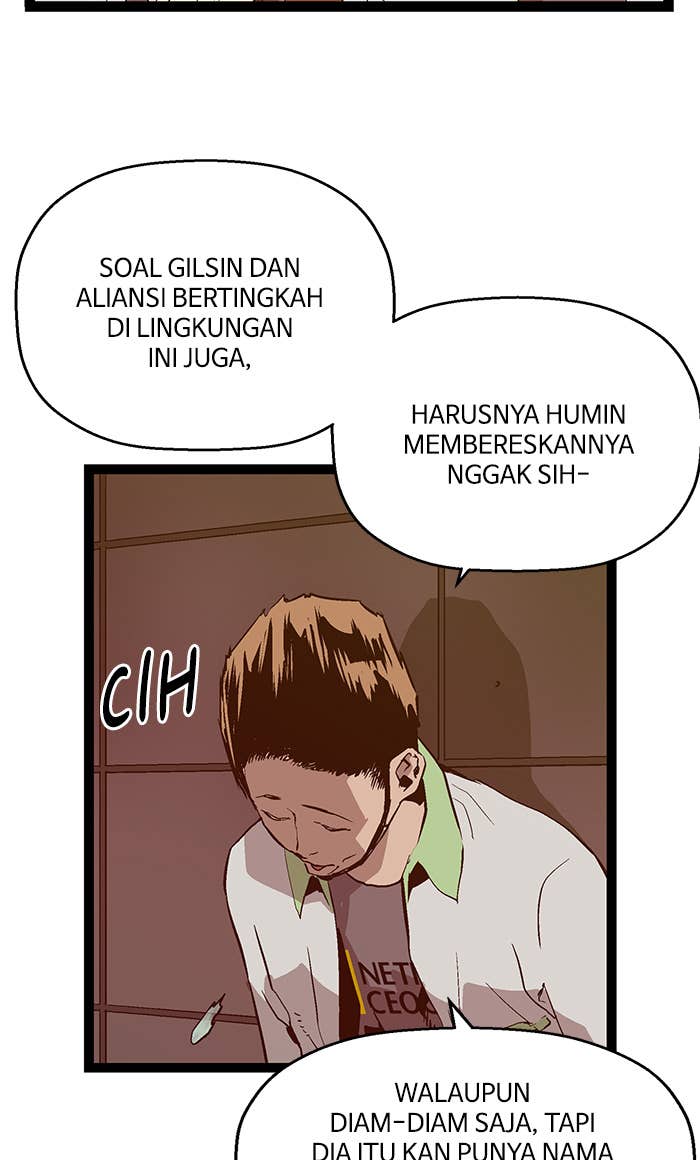 SOAL GILSIN DAN
ALIANSI BERTINGKAH
DI LINGKUNGAN
INI JUGA,
HARUSNYA HUMIN
MEMBERESKANNYA
NGGAK SIH-
CIH
NET
CEO
WALAUPUN
DIAM-DIAM SAJA, TAPI
DIA ITU KAN PUNYA NAMA